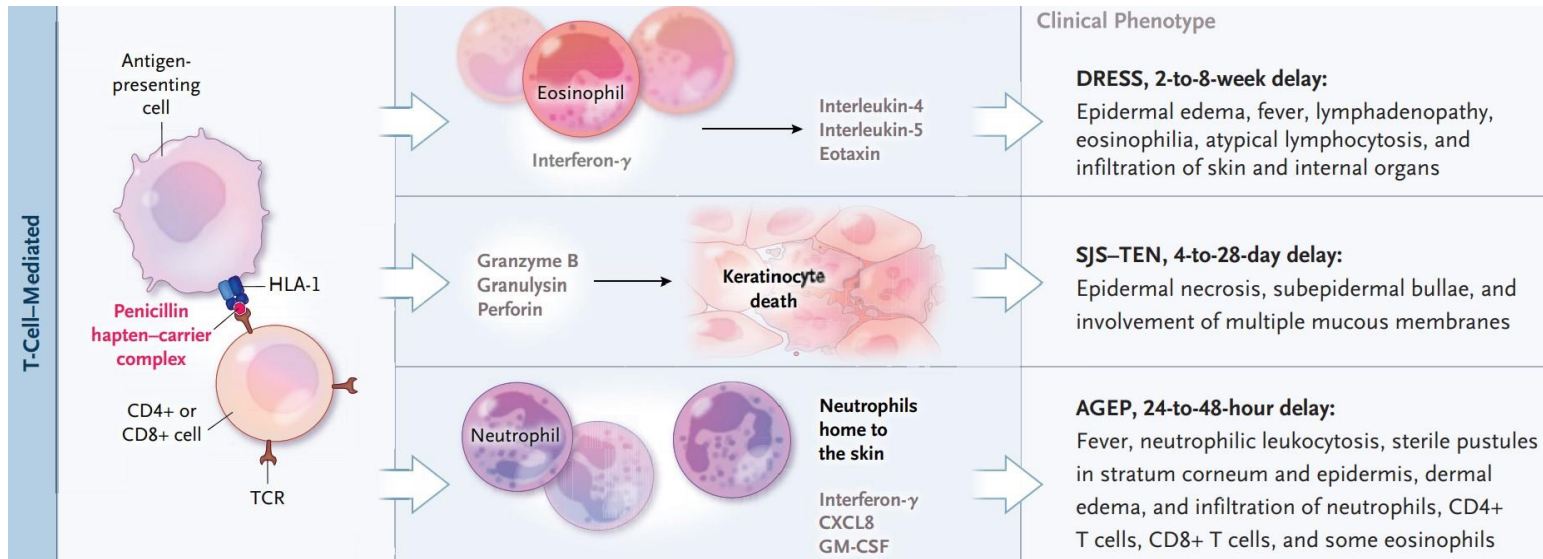 T-Cell–Mediated
Antigen-
presenting
cell
HLA-1
Penicillin
hapten–carrier
complex
CD4+ or
CD8+ cell
TCR
Eosinophil
Interferon-γ
Interleukin-4
Interleukin-5
Eotaxin
Clinical Phenotype
DRESS, 2-to-8-week delay:
Epidermal edema, fever, lymphadenopathy,
eosinophilia, atypical lymphocytosis, and
infiltration of skin and internal organs
Granzyme B
Granulysin
Perforin
Keratinocyte
death
SJS–TEN, 4-to-28-day delay:
Epidermal necrosis, subepidermal bullae, and
involvement of multiple mucous membranes
Neutrophil
Neutrophils
home to
the skin
Interferon-γ
CXCL8
GM-CSF
AGEP, 24-to-48-hour delay:
Fever, neutrophilic leukocytosis, sterile pustules
in stratum corneum and epidermis, dermal
edema, and infiltration of neutrophils, CD4+
T cells, CD8+ T cells, and some eosinophils